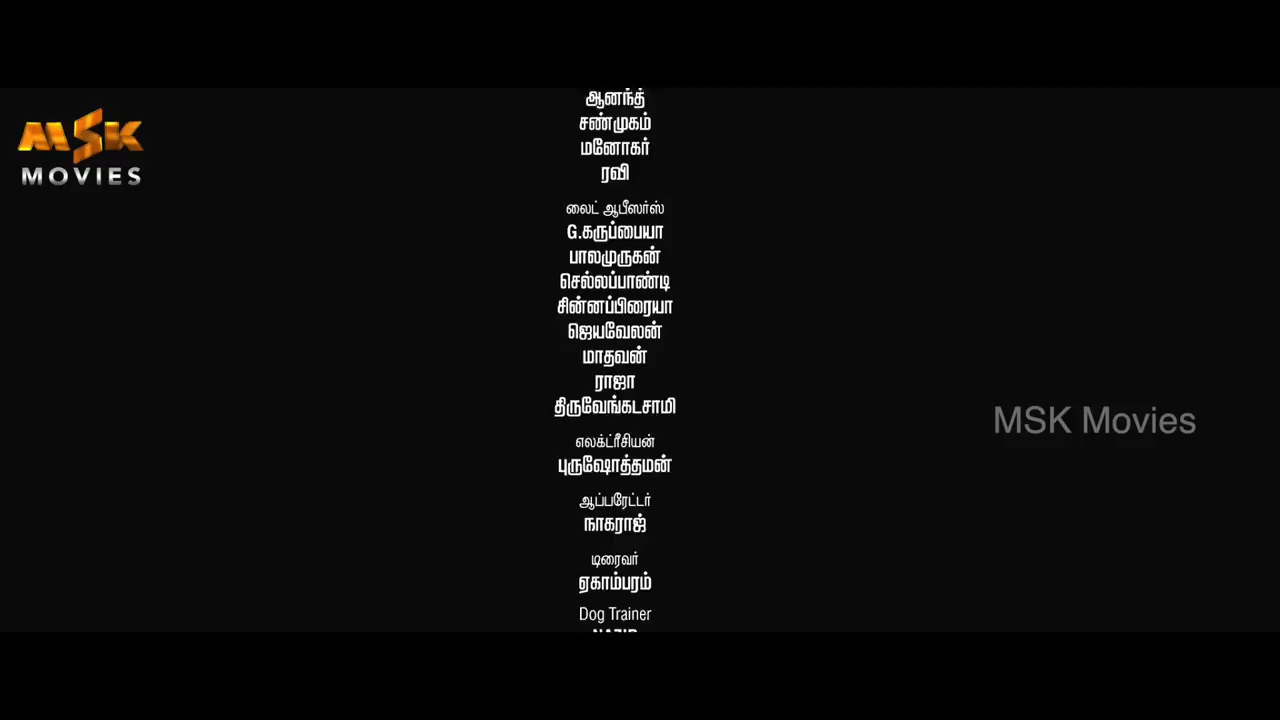 MSK
MOVIES
ஆனந்த்
சண்முகம்
மனோகர்
ரவி
லைட் ஆபீஸர்ஸ்
G.கருப்பையா
பாலமுருகன்
செல்லப்பாண்டி
சின்னப்பிரையா
ஜெயவேலன்
மாதவன்
ராஜா
திருவேங்கடசாமி
MSK Movies
எலக்ட்ரீசியன்
புருஷோத்தமன்
ஆப்பரேட்டர்
நாகராஜ்
டிரைவர்
ஏகாம்பரம்
Dog Trainer